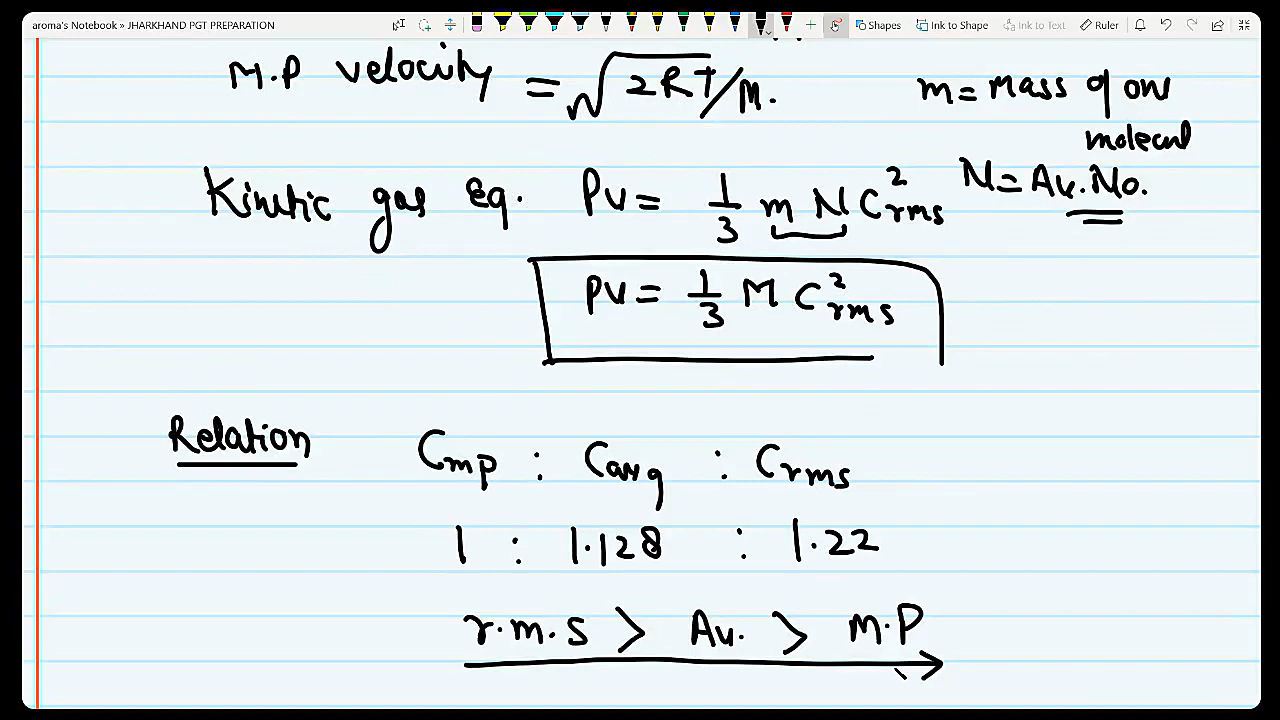 aroma's Notebook » JHARKHAND PGT PREPARATION
Shapes Ink to Shape Ink to Text Ruler
M.P velocity = √2RT/M.
m = Mass of one molecul
Kinetic gas Eq. PV = 1/3 m N C²rms
N = Av. No.
PV = 1/3 M C²rms
Relation Cmp : Cavg : Crms
1 : 1.128 : 1.22
r.m.s > Av. > M.P